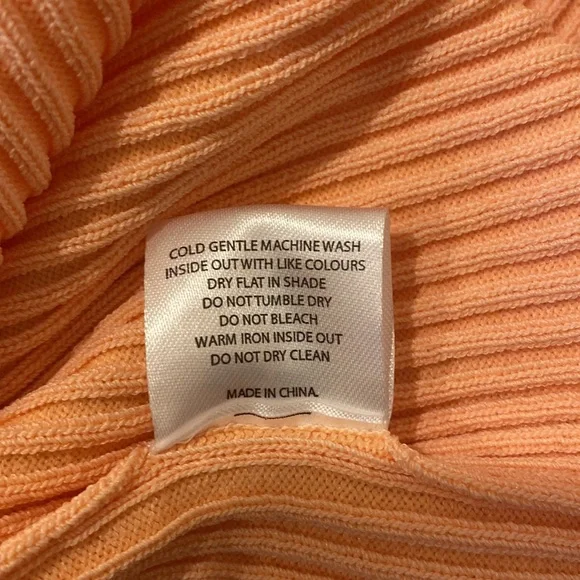 COLD GENTLE MACHINE WASH
INSIDE OUT WITH LIKE COLOURS
DRY FLAT IN SHADE
DO NOT TUMBLE DRY
DO NOT BLEACH
WARM IRON INSIDE OUT
DO NOT DRY CLEAN
MADE IN CHINA.